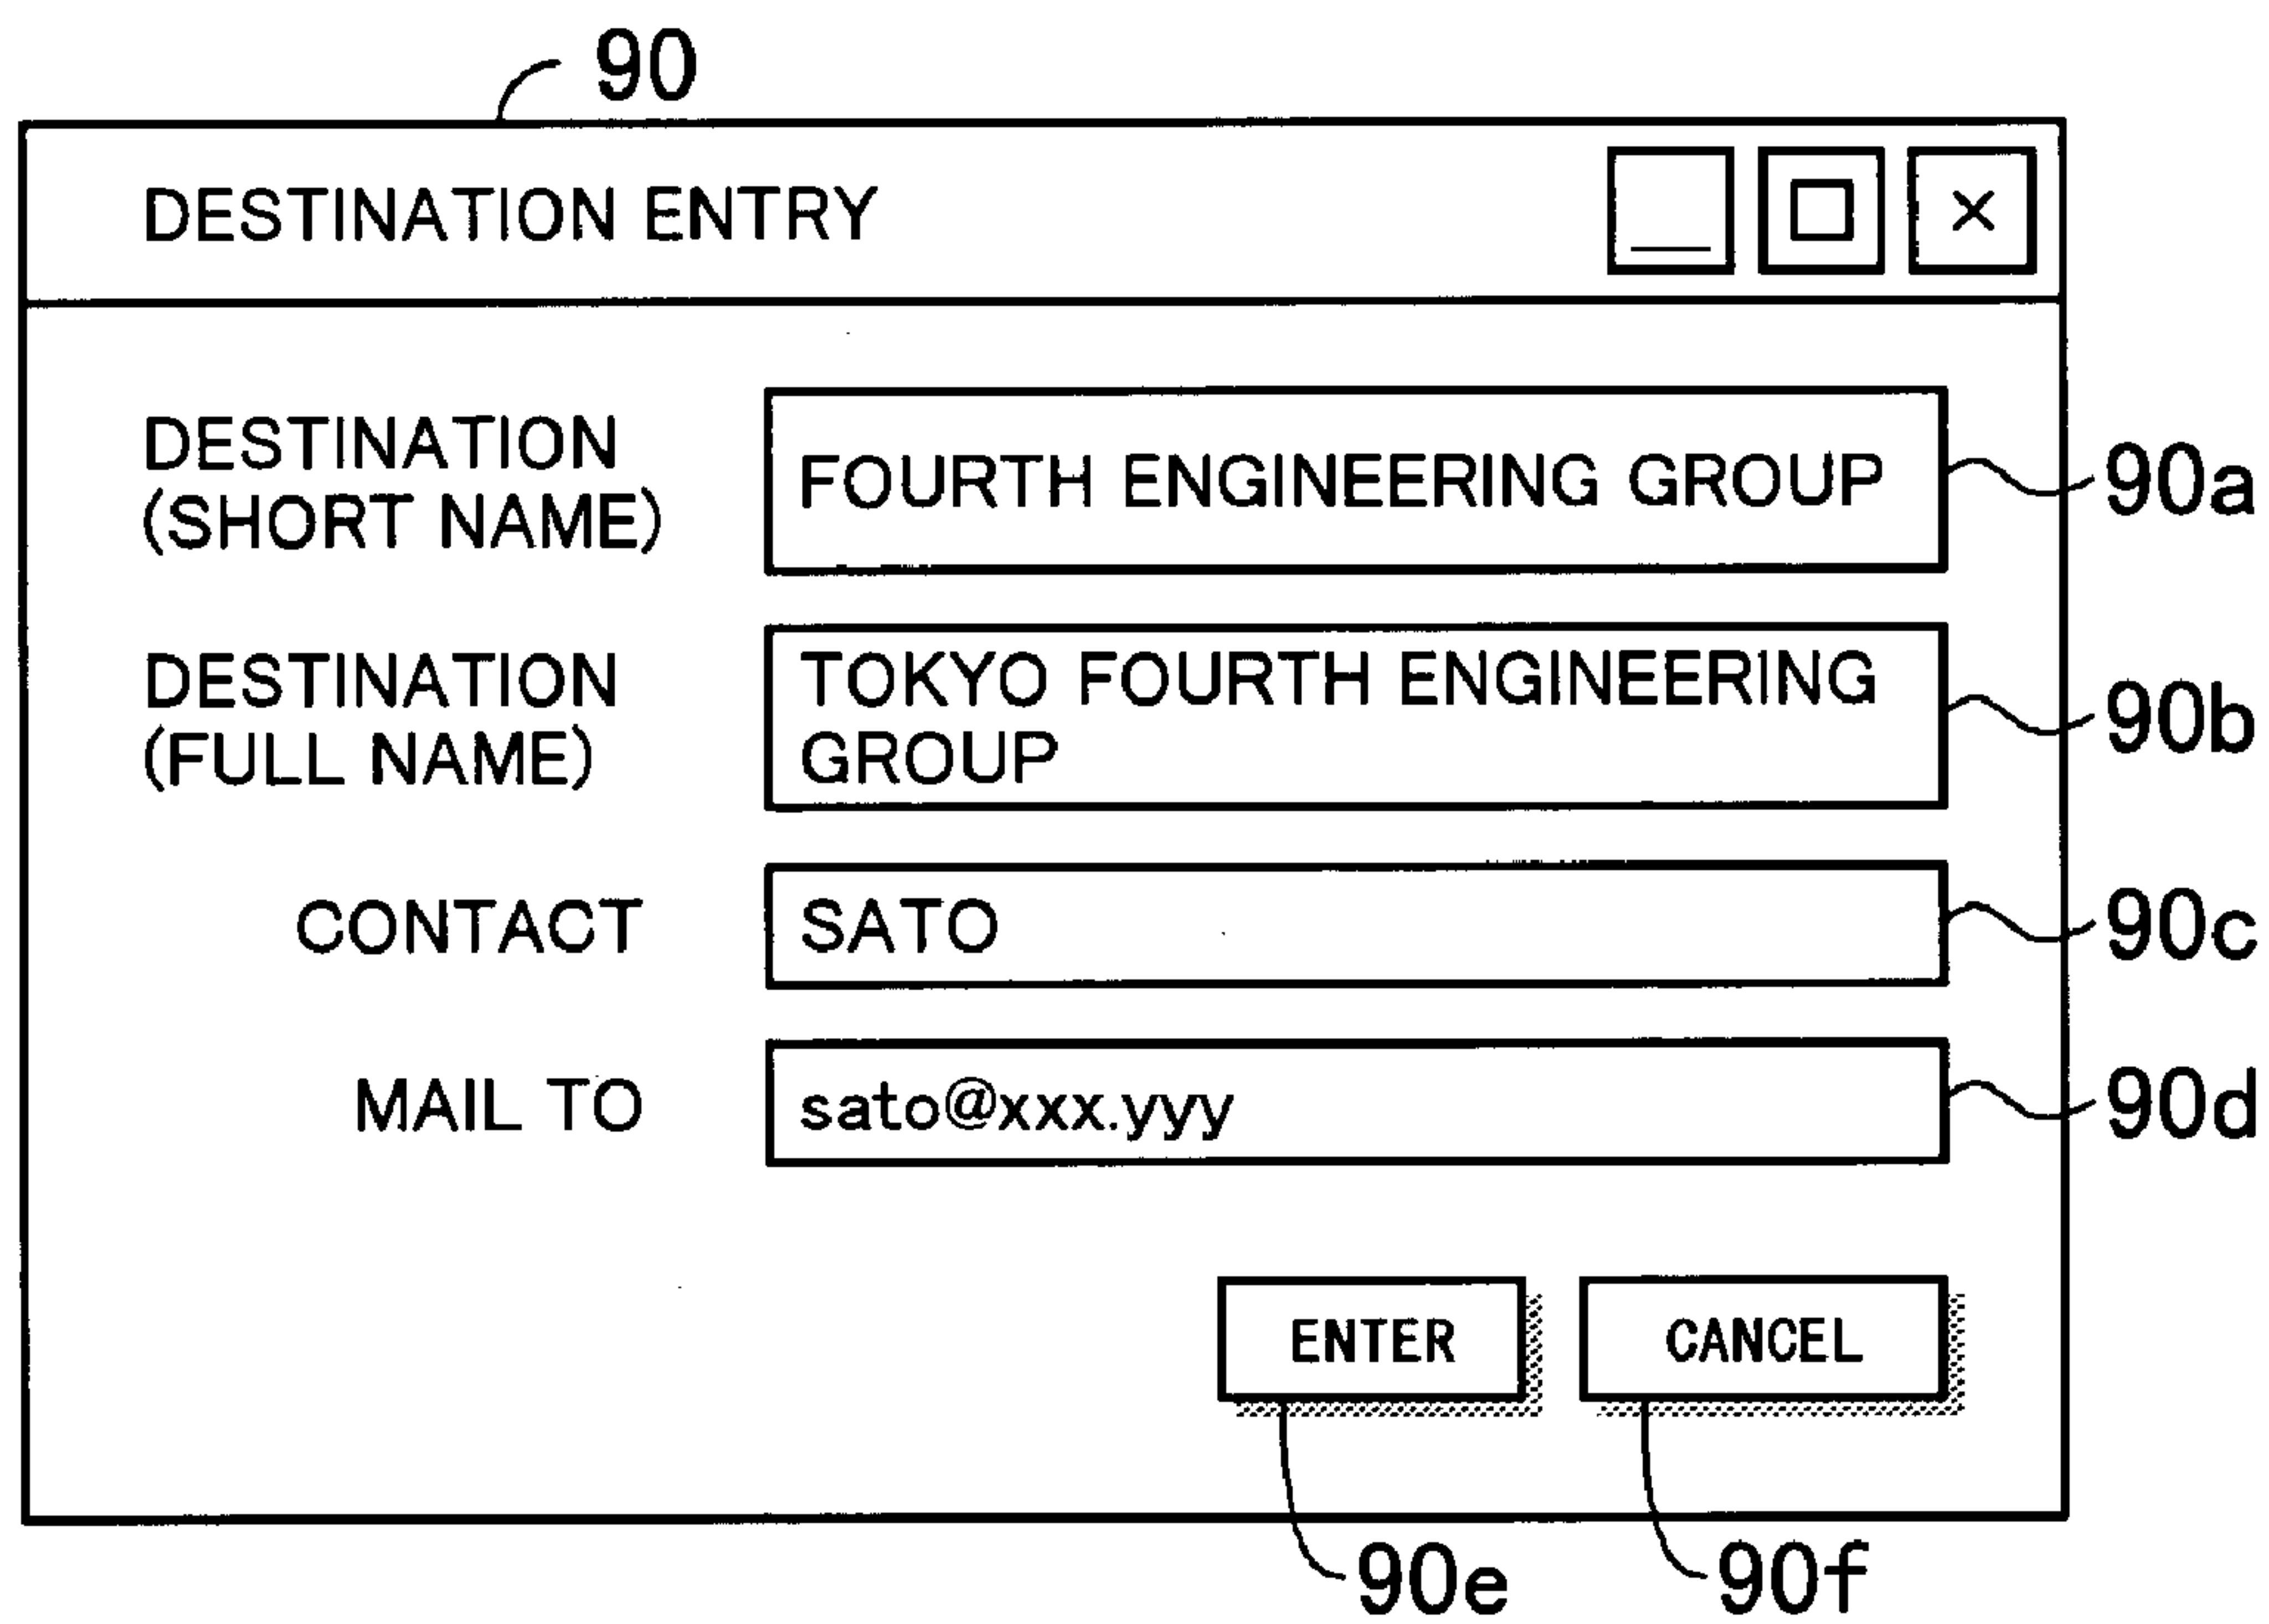 90
DESTINATION ENTRY
DESTINATION
(SHORT NAME)
FOURTH ENGINEERING GROUP
90a
DESTINATION
(FULL NAME)
TOKYO FOURTH ENGINEERING
GROUP
90b
CONTACT
SATO
90c
MAIL TO
sato@xxx.yyy
90d
ENTER
CANCEL
90e
90f